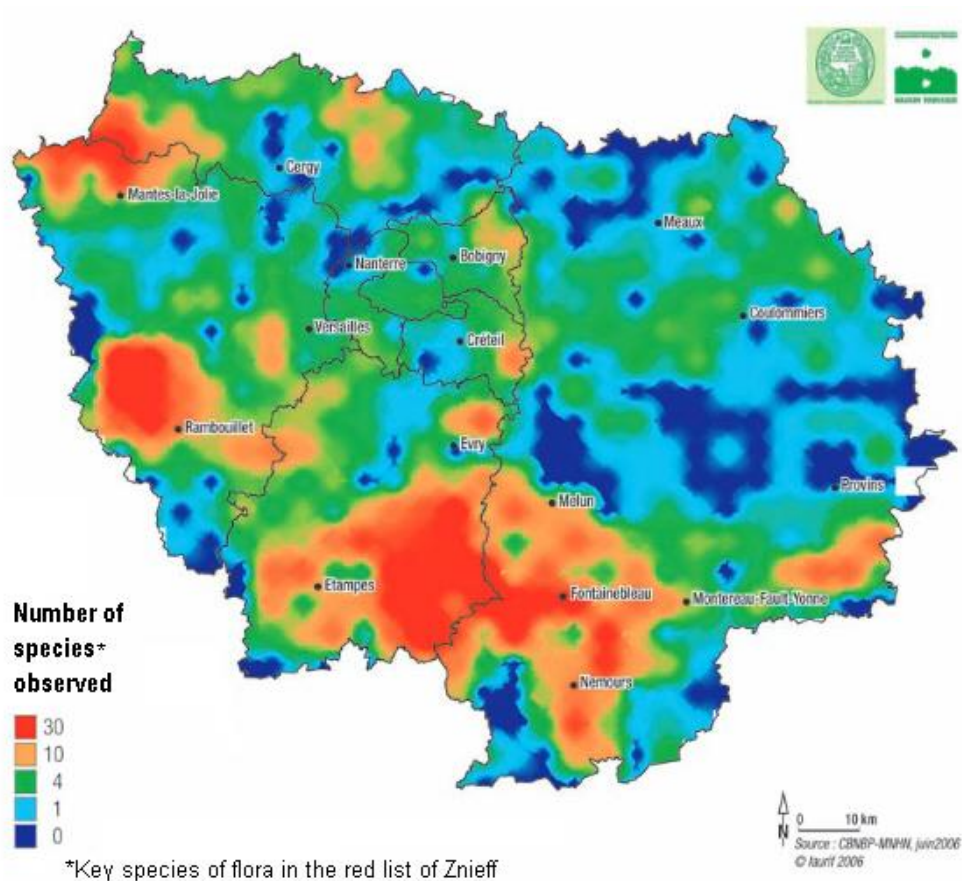 Cergy
Mantes-la-Jolie
Meaux
Bobigny
Nanterre
Coulommiers
Versailles
Créteil
Rambouillet
Evry
Provins
Melun
Etampes
Fontainebleau
Montereau-Fault-Yonne
Nemours
Number of
species*
observed
30
10
4
1
0
N
0 10 km
Source : CBNBP-MNHN, juin2006
© Iaurif 2006
*Key species of flora in the red list of Znieff